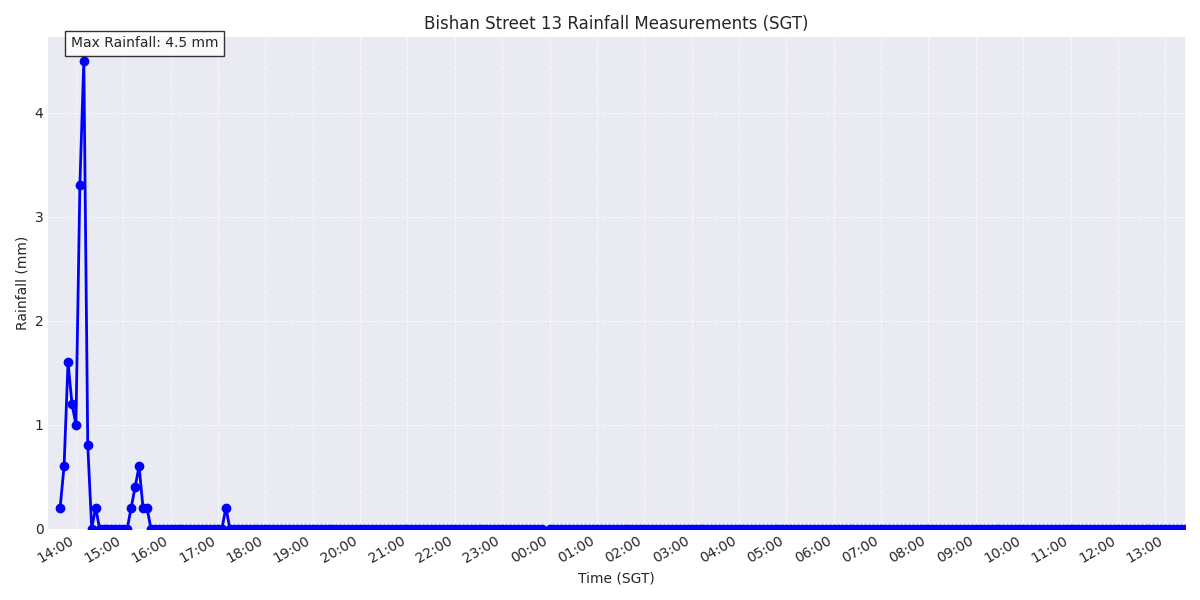 Bishan Street 13 Rainfall Measurements (SGT)
Max Rainfall: 4.5 mm
4
3
2
1
0
Rainfall (mm)
14:00 15:00 16:00 17:00 18:00 19:00 20:00 21:00 22:00 23:00 00:00 01:00 02:00 03:00 04:00 05:00 06:00 07:00 08:00 09:00 10:00 11:00 12:00 13:00
Time (SGT)